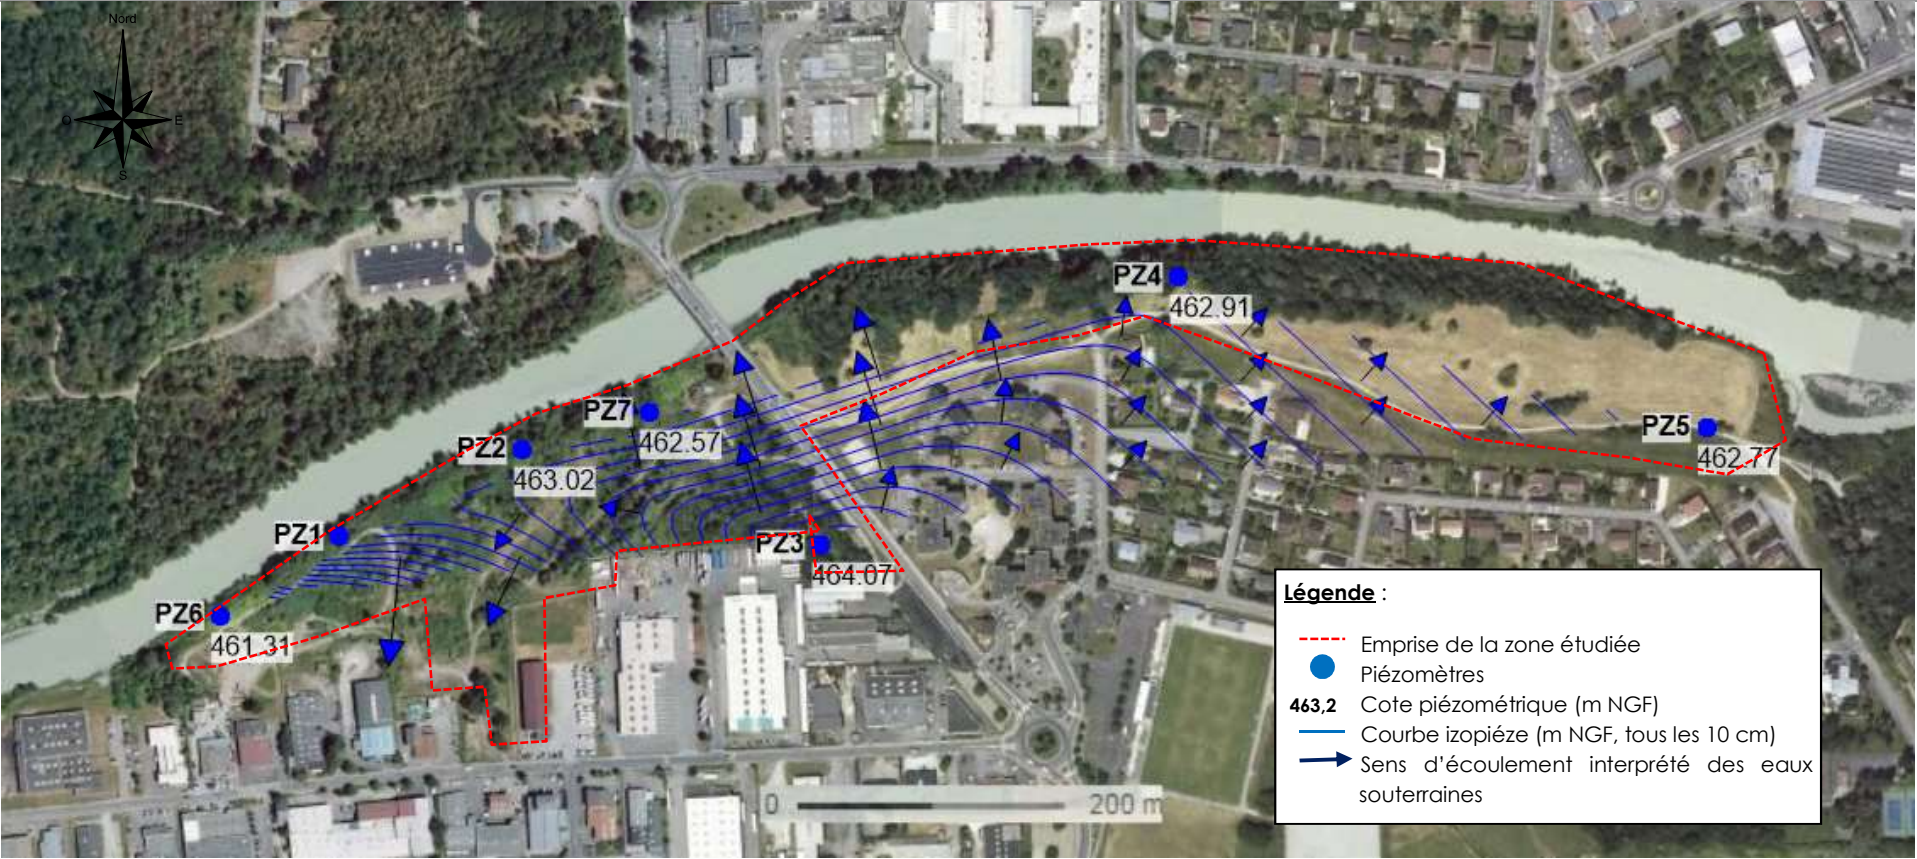 Nord
O
E
S
PZ4
462.91
PZ7
462.57
PZ2
463.02
PZ5
462.77
PZ1
PZ3
464.07
PZ6
461.31
0
200 m
Légende :
Emprise de la zone étudiée
Piézomètres
463,2 Cote piézométrique (m NGF)
Courbe izopiéze (m NGF, tous les 10 cm)
Sens d'écoulement interprété des eaux
souterraines